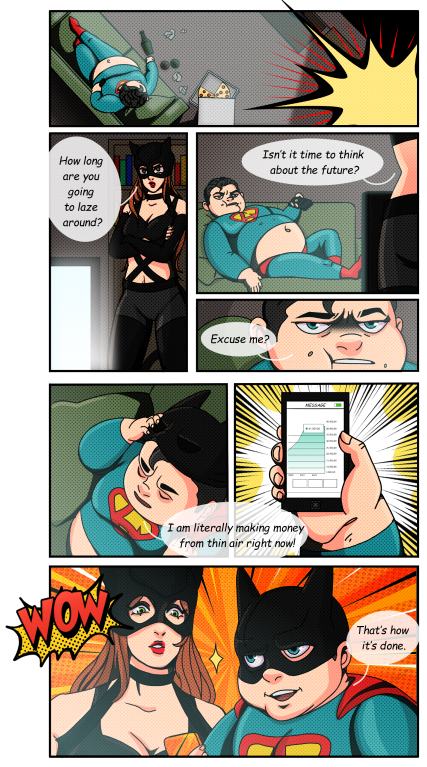 How long
are you
going
to laze
around?
Isn't it time to think
about the future?
Excuse me?
MESSAGE
I am literally making money
from thin air right now!
WOW
That's how
it's done.